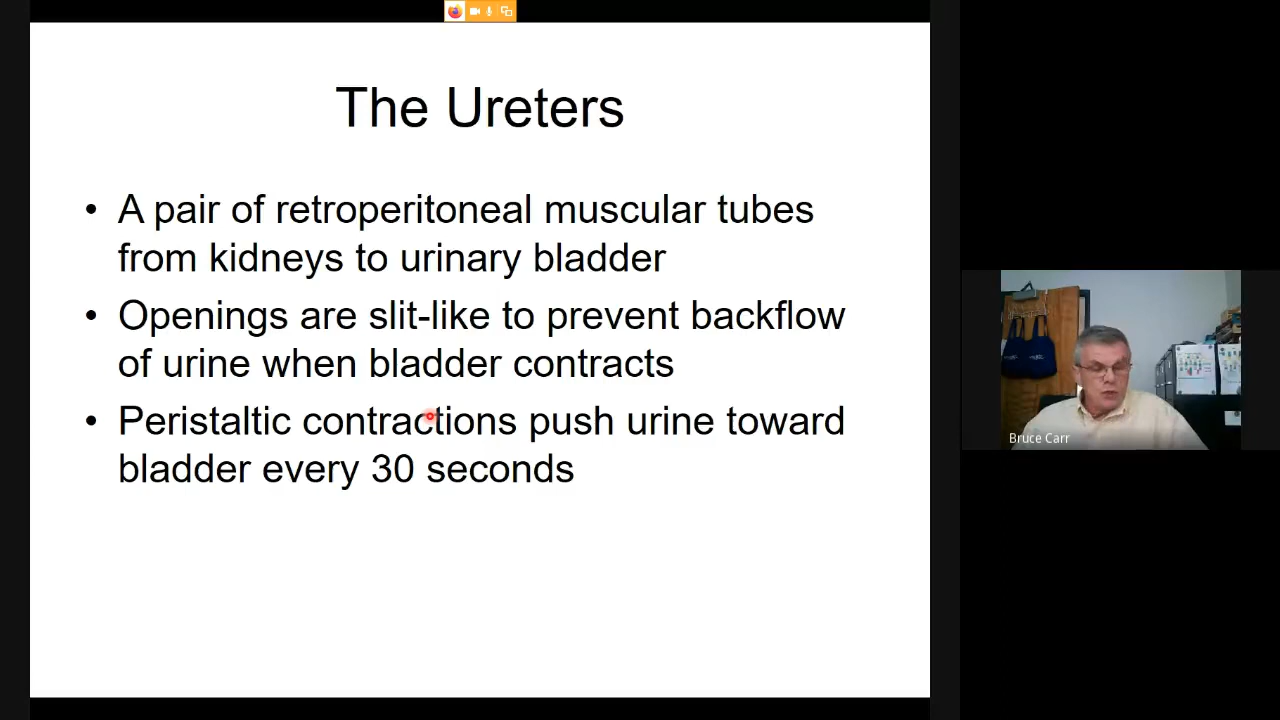 The Ureters
• A pair of retroperitoneal muscular tubes
from kidneys to urinary bladder
• Openings are slit-like to prevent backflow
of urine when bladder contracts
• Peristaltic contractions push urine toward
bladder every 30 seconds
Bruce Carr